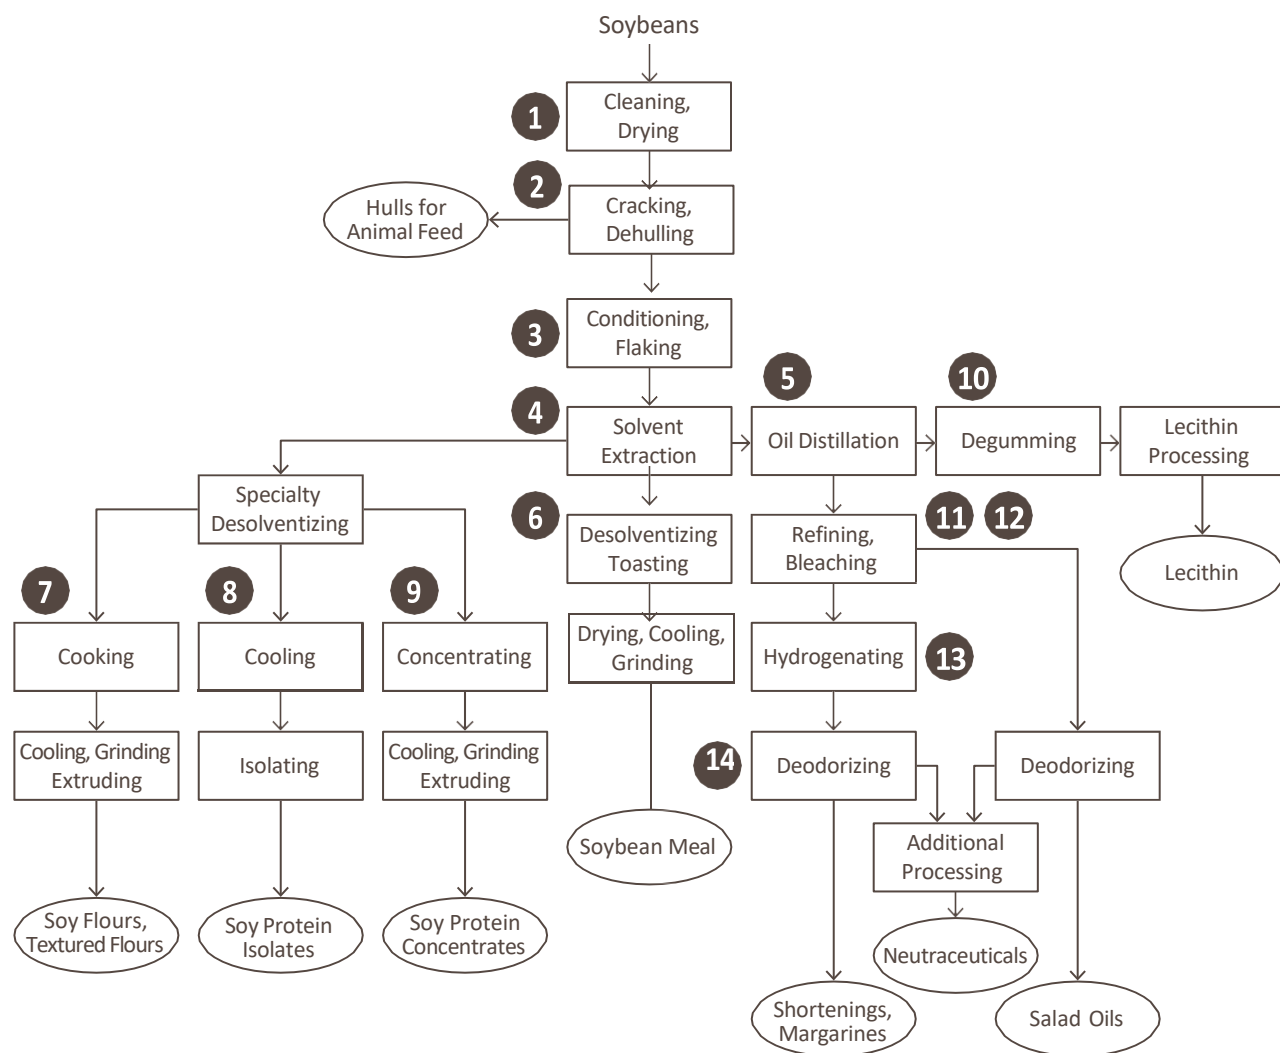 Soybeans
1
Cleaning,
Drying
2
Hulls for
Animal Feed
Cracking,
Dehulling
3
Conditioning,
Flaking
4
Solvent
Extraction
5
Oil Distillation
10
Degumming
Lecithin
Processing
Specialty
Desolventizing
6
Desolventizing
Toasting
Refining,
Bleaching
11
12
Lecithin
7
Cooking
8
Cooling
9
Concentrating
Drying, Cooling,
Grinding
Hydrogenating
13
Cooling, Grinding
Extruding
Isolating
Cooling, Grinding
Extruding
14
Deodorizing
Deodorizing
Soybean Meal
Additional
Processing
Soy Flours,
Textured Flours
Soy Protein
Isolates
Soy Protein
Concentrates
Neutraceuticals
Shortenings,
Margarines
Salad Oils